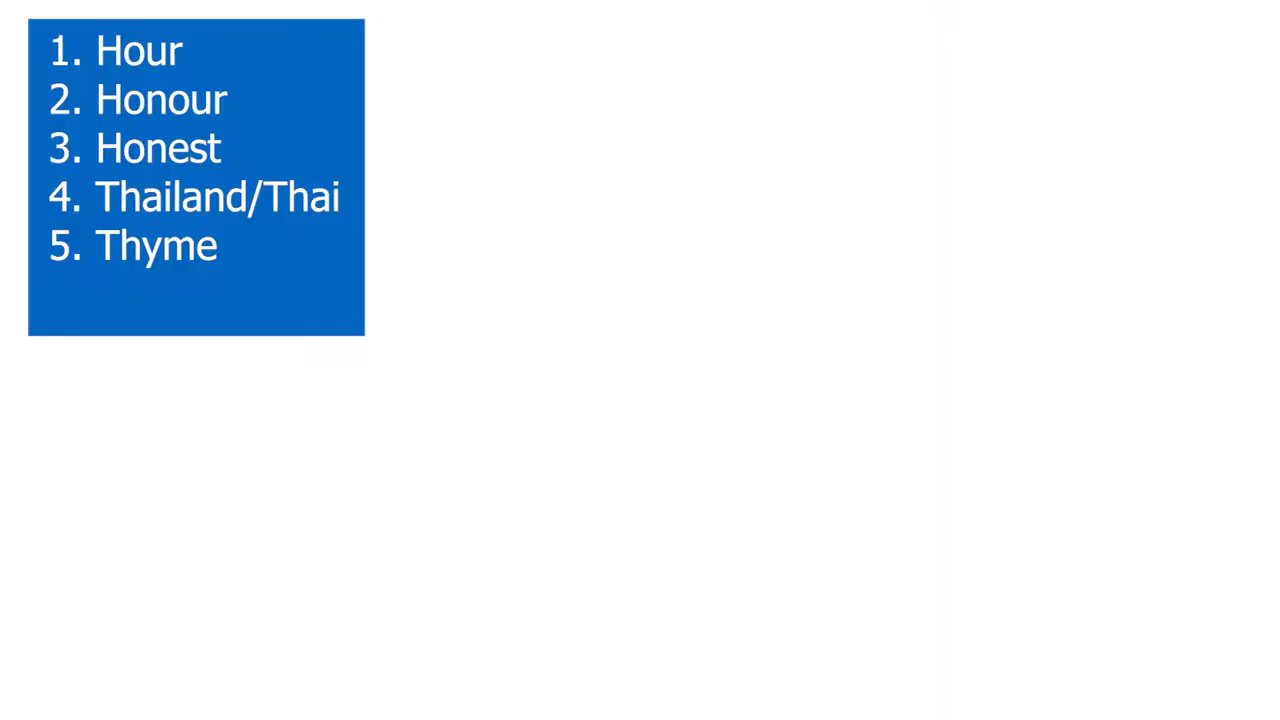 1. Hour
2. Honour
3. Honest
4. Thailand/Thai
5. Thyme